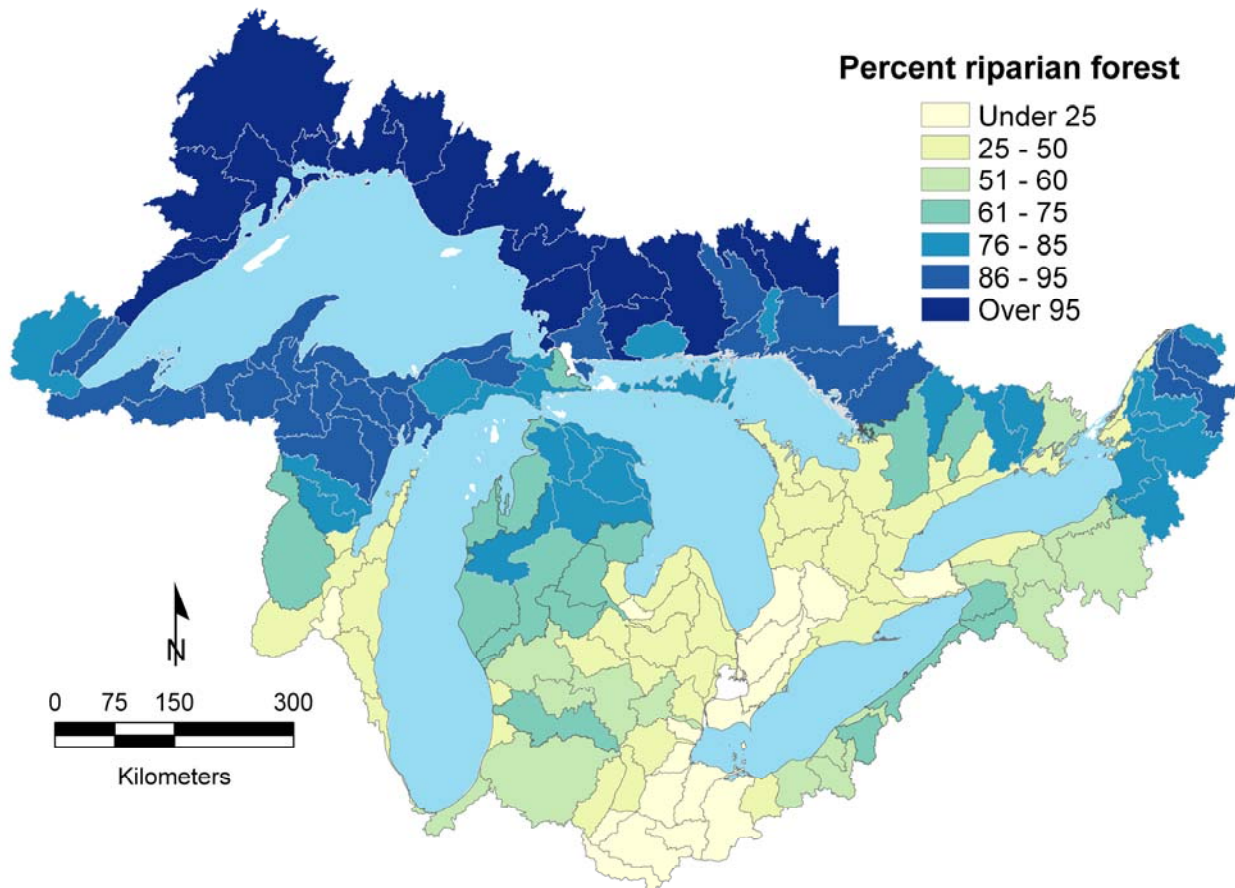 Percent riparian forest
Under 25
25 - 50
51 - 60
61 - 75
76 - 85
86 - 95
Over 95
N
0 75 150 300
Kilometers